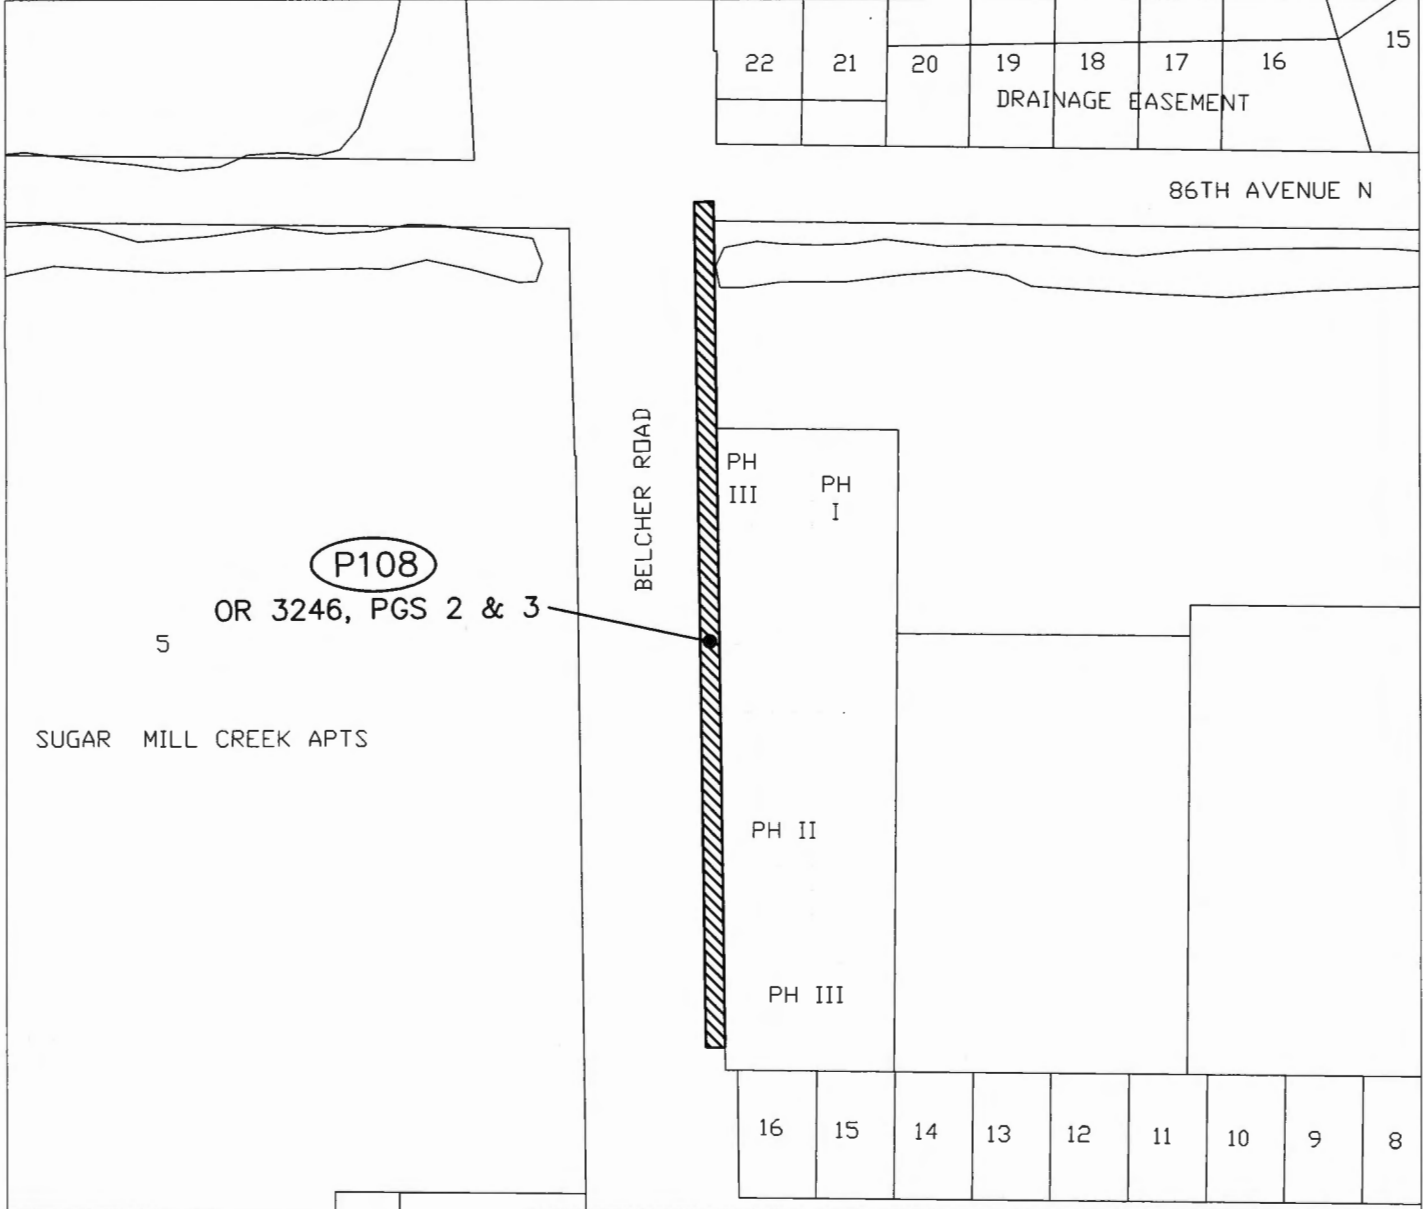 22 21 20 19 18 17 16 15
DRAINAGE EASEMENT
86TH AVENUE N
BELCHER ROAD
PH
III
PH
I
P108
OR 3246, PGS 2 & 3
5
SUGAR MILL CREEK APTS
PH II
PH III
16 15 14 13 12 11 10 9 8